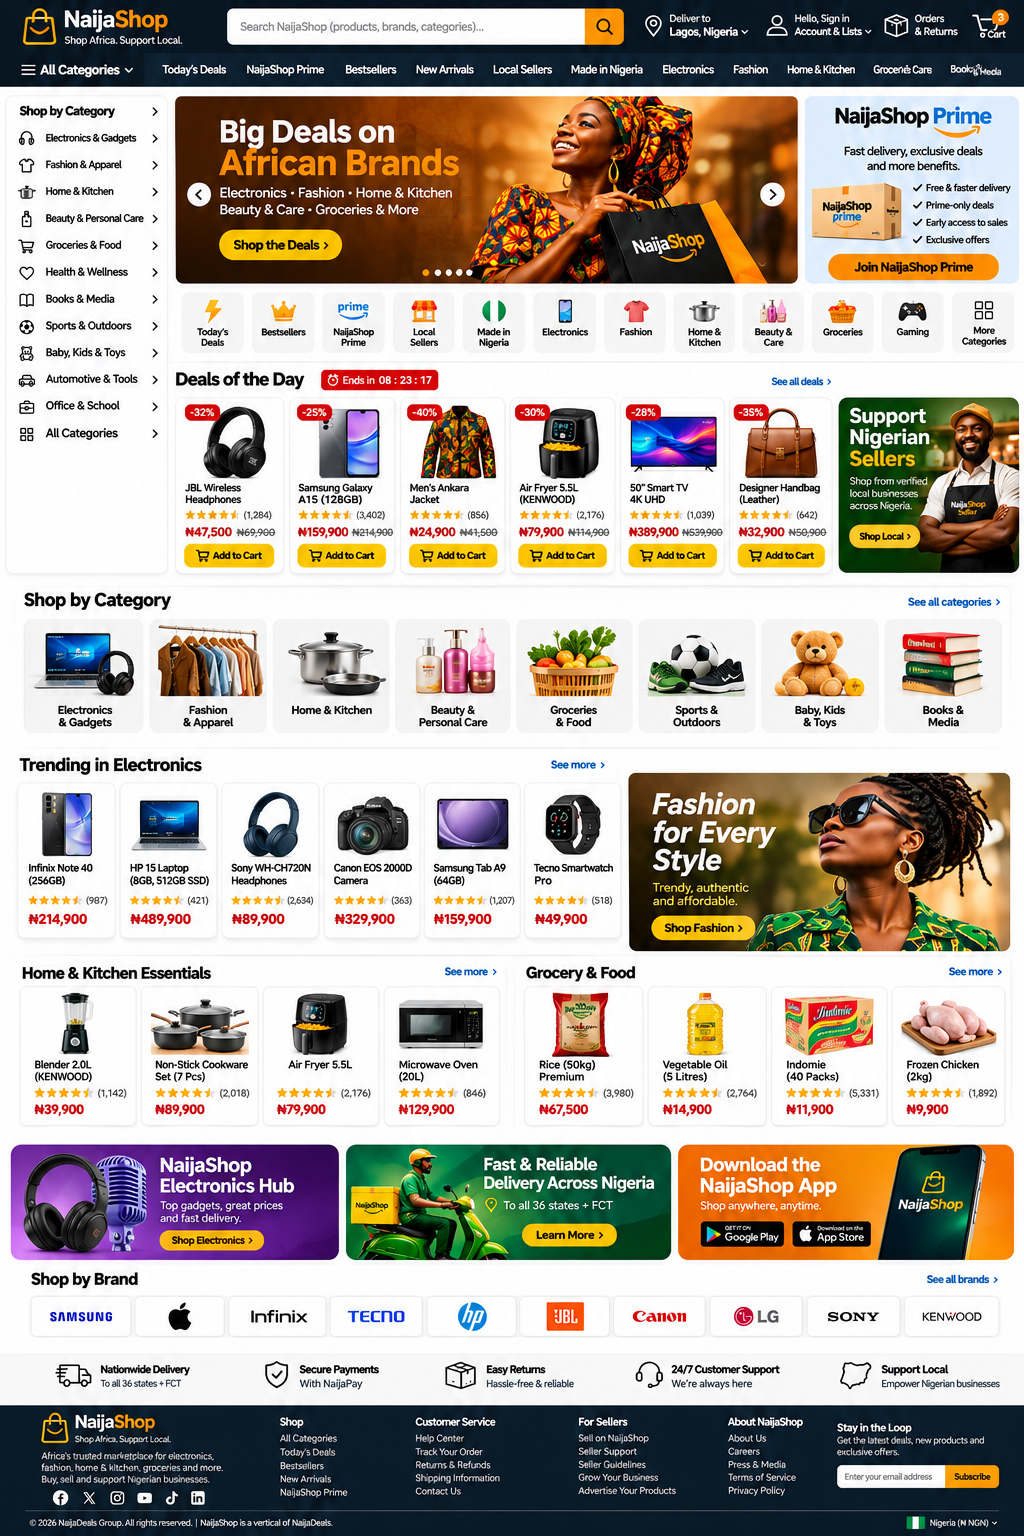 NaijaShop
Shop Africa. Support Local.
Search NaijaShop (products, brands, categories)...
Deliver to
Lagos, Nigeria
Hello, Sign in
Account & Lists
Orders
& Returns
3
Cart
All Categories
Today's Deals
NaijaShop Prime
Bestsellers
New Arrivals
Local Sellers
Made in Nigeria
Electronics
Fashion
Home & Kitchen
Shop by Category
Electronics & Gadgets
Fashion & Apparel
Home & Kitchen
Beauty & Personal Care
Groceries & Food
Health & Wellness
Books & Media
Sports & Outdoors
Baby, Kids & Toys
Automotive & Tools
Office & School
All Categories
Big Deals on
African Brands
Electronics • Fashion • Home & Kitchen
Beauty & Care • Groceries & More
Shop the Deals
NaijaShop
NaijaShop Prime
Fast delivery, exclusive deals
and more benefits.
NaijaShop
prime
Free & faster delivery
Prime-only deals
Early access to sales
Exclusive offers
Join NaijaShop Prime
Today's
Deals
Bestsellers
prime
NaijaShop
Prime
Local
Sellers
Made in
Nigeria
Electronics
Fashion
Home &
Kitchen
Beauty &
Care
Groceries
Gaming
More
Categories
Deals of the Day
Ends in 08 : 23 : 17
See all deals
-32%
JBL Wireless
Headphones
(1,284)
₦47,500 ₦69,900
Add to Cart
-25%
Samsung Galaxy
A15 (128GB)
(3,402)
₦159,900 ₦214,900
Add to Cart
-40%
Men's Ankara
Jacket
(856)
₦24,900 ₦41,500
Add to Cart
-30%
Air Fryer 5.5L
(KENWOOD)
(2,176)
₦79,900 ₦114,900
Add to Cart
-28%
50" Smart TV
4K UHD
(1,039)
₦389,900 ₦539,900
Add to Cart
-35%
Designer Handbag
(Leather)
(642)
₦32,900 ₦50,900
Add to Cart
Support
Nigerian
Sellers
Shop from verified
local businesses
across Nigeria.
Shop Local
NaijaShop
Shop by Category
See all categories
Electronics
& Gadgets
Fashion
& Apparel
Home & Kitchen
Beauty &
Personal Care
Groceries
& Food
Sports &
Outdoors
Baby, Kids
& Toys
Books &
Media
Trending in Electronics
See more
Infinix Note 40
(256GB)
(987)
₦214,900
HP 15 Laptop
(8GB, 512GB SSD)
(421)
₦489,900
Sony WH-CH720N
Headphones
(2,634)
₦89,900
Canon EOS 2000D
Camera
(363)
₦329,900
Samsung Tab A9
(64GB)
(1,207)
₦159,900
Tecno Smartwatch
Pro
(518)
₦49,900
Fashion
for Every
Style
Trendy, authentic
and affordable.
Shop Fashion
Home & Kitchen Essentials
See more
Blender 2.0L
(KENWOOD)
(1,142)
₦39,900
Non-Stick Cookware
Set (7 Pcs)
(2,018)
₦89,900
Air Fryer 5.5L
(2,176)
₦79,900
Microwave Oven
(20L)
(846)
₦129,900
Grocery & Food
See more
Rice (50kg)
Premium
(3,980)
₦67,500
Vegetable Oil
(5 Litres)
(2,764)
₦14,900
Indomie
(40 Packs)
(5,331)
₦11,900
Frozen Chicken
(2kg)
(1,892)
₦9,900
NaijaShop
Electronics Hub
Top gadgets, great prices
and fast delivery.
Shop Electronics
NaijaShop
Fast & Reliable
Delivery Across Nigeria
To all 36 states + FCT
Learn More
Download the
NaijaShop App
Shop anywhere, anytime.
GET IT ON
Google Play
Download on the
App Store
NaijaShop
Shop by Brand
See all brands
SAMSUNG
Infinix
TECNO
hp
JBL
Canon
LG
SONY
KENWOOD
Nationwide Delivery
To all 36 states + FCT
Secure Payments
With NaijaPay
Easy Returns
Hassle-free & reliable
24/7 Customer Support
We're always here
Support Local
Empower Nigerian businesses
NaijaShop
Shop Africa. Support Local.
Africa's trusted marketplace for electronics,
fashion, home & kitchen, groceries and more.
Buy, sell and support Nigerian businesses.
Shop
All Categories
Today's Deals
Bestsellers
New Arrivals
NaijaShop Prime
Customer Service
Help Center
Track Your Order
Returns & Refunds
Shipping Information
Contact Us
For Sellers
Sell on NaijaShop
Seller Support
Seller Guidelines
Grow Your Business
Advertise Your Products
About NaijaShop
About Us
Careers
Press & Media
Terms of Service
Privacy Policy
Stay in the Loop
Get the latest deals, new products and
exclusive offers.
Enter your email address
Subscribe
© 2026 NaijaDeals Group. All rights reserved. | NaijaShop is a vertical of NaijaDeals.
Nigeria (₦ NGN)